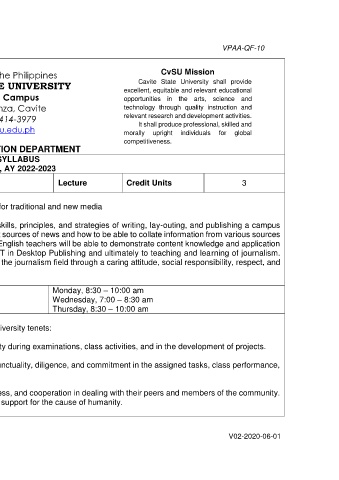 VPAA-QF-10
he Philippines
E UNIVERSITY
Campus
nza, Cavite
414-3979
u.edu.ph
CvSU Mission
Cavite State University shall provide
excellent, equitable and relevant educational
opportunities in the arts, science and
technology through quality instruction and
relevant research and development activities.
It shall produce professional, skilled and
morally upright individuals for global
competitiveness.
ION DEPARTMENT
SYLLABUS
, AY 2022-2023
Lecture Credit Units 3
for traditional and new media
skills, principles, and strategies of writing, lay-outing, and publishing a campus
sources of news and how to be able to collate information from various sources
English teachers will be able to demonstrate content knowledge and application
T in Desktop Publishing and ultimately to teaching and learning of journalism.
the journalism field through a caring attitude, social responsibility, respect, and
Monday, 8:30 – 10:00 am
Wednesday, 7:00 – 8:30 am
Thursday, 8:30 – 10:00 am
iversity tenets:
ty during examinations, class activities, and in the development of projects.
unctuality, diligence, and commitment in the assigned tasks, class performance,
ess, and cooperation in dealing with their peers and members of the community.
support for the cause of humanity.
V02-2020-06-01